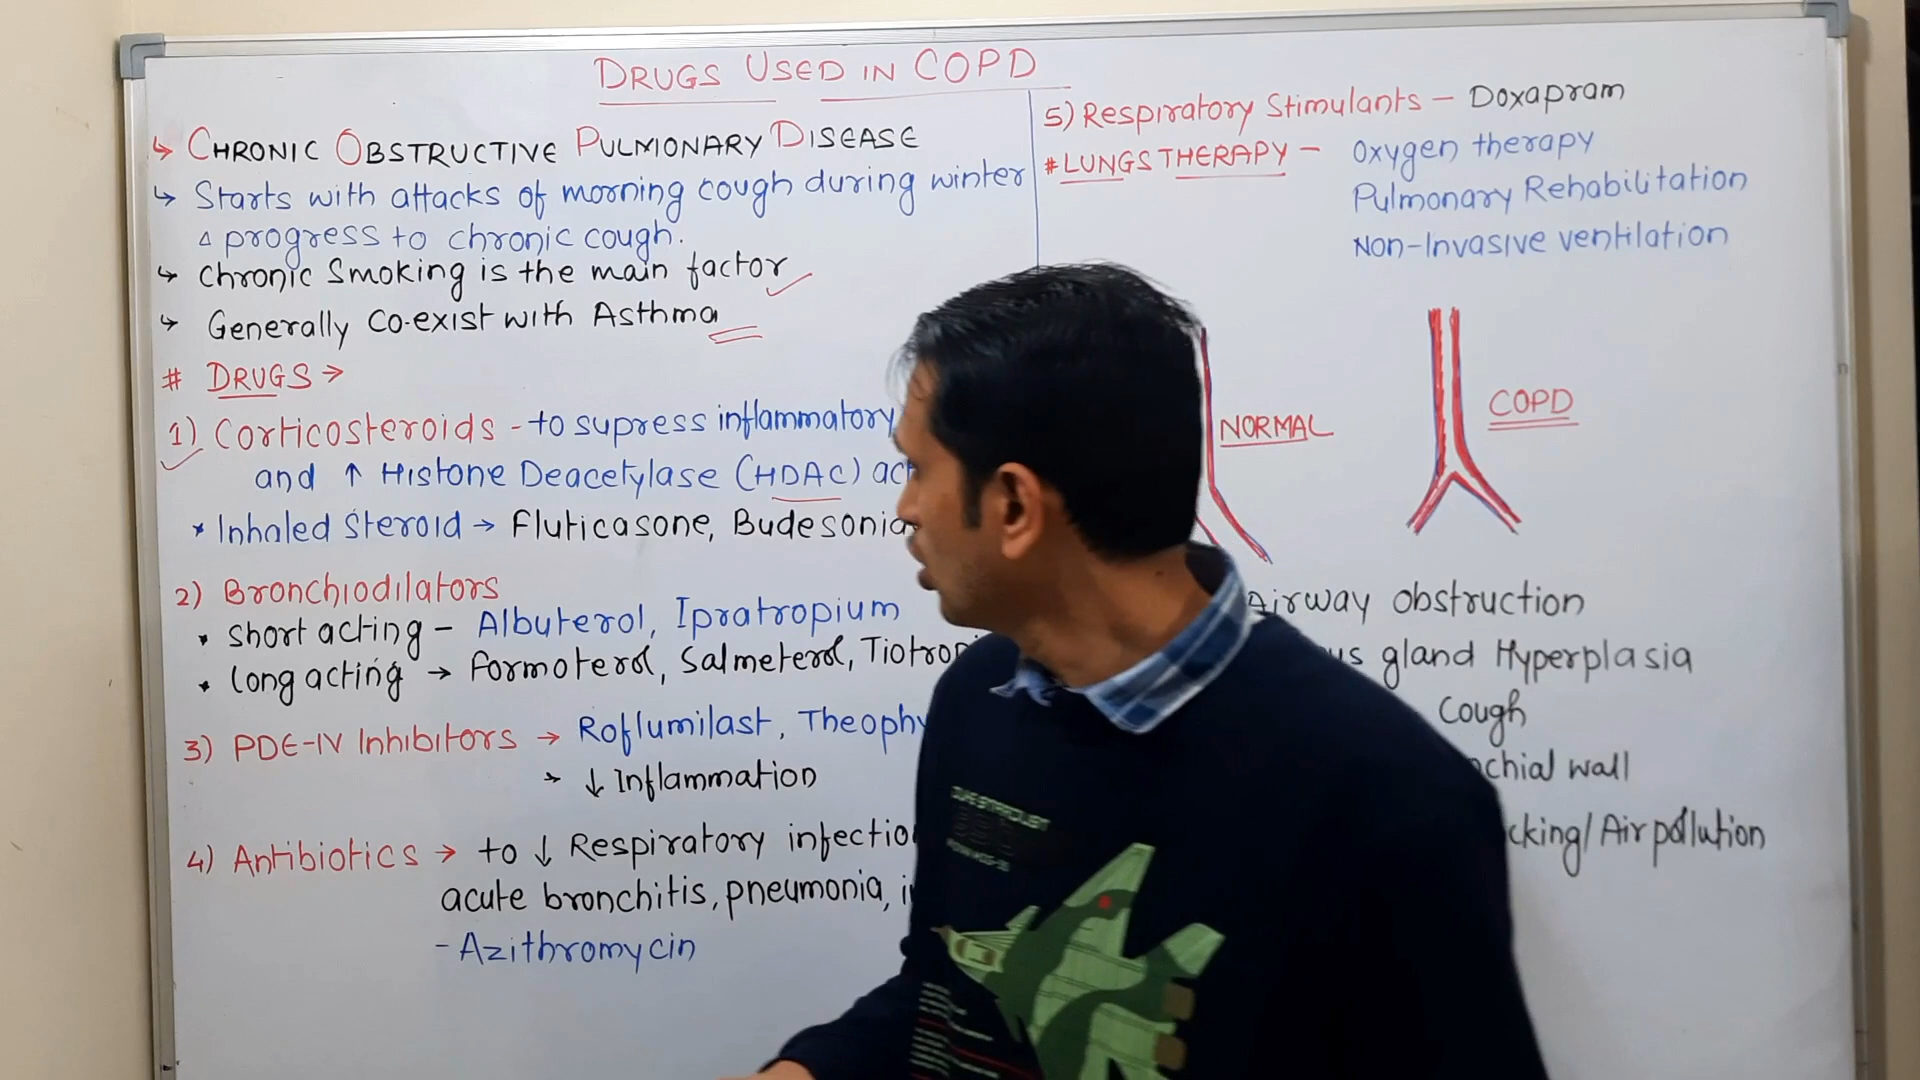 DRUGS USED IN COPD
↳ CHRONIC OBSTRUCTIVE PULMONARY DISEASE
↳ Starts with attacks of morning cough during winter
& progress to chronic cough.
↳ Chronic Smoking is the main factor
↳ Generally Co-exist with Asthma
# DRUGS →
1) Corticosteroids - to supress inflammatory
and ↑ Histone Deacetylase (HDAC)
* Inhaled Steroid → Fluticasone,
2) Bronchiodilators
* Short acting - Albuterol, Ipratropium
* Long acting → Formoterol, Salmeterol,
3) PDE-IV Inhibitors → Roflumilast,
→ ↓ Inflammation
4) Antibiotics → to ↓ Respiratory
acute bronchitis, pneumonia,
- Azithromycin
5) Respiratory Stimulants - Doxapram
# LUNGS THERAPY - Oxygen therapy
Pulmonary Rehabilitation
Non-Invasive ventilation
NORMAL
COPD
Airway obstruction
gland Hyperplasia
Cough
wall
/Air pollution